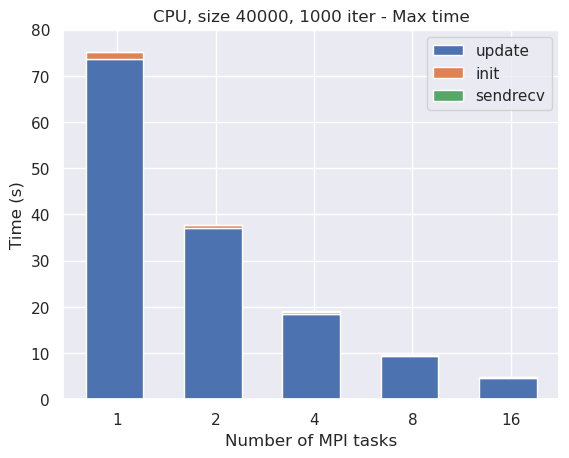 CPU, size 40000, 1000 iter - Max time
80
70
60
50
40
30
20
10
0
Time (s)
update
init
sendrecv
1 2 4 8 16
Number of MPI tasks